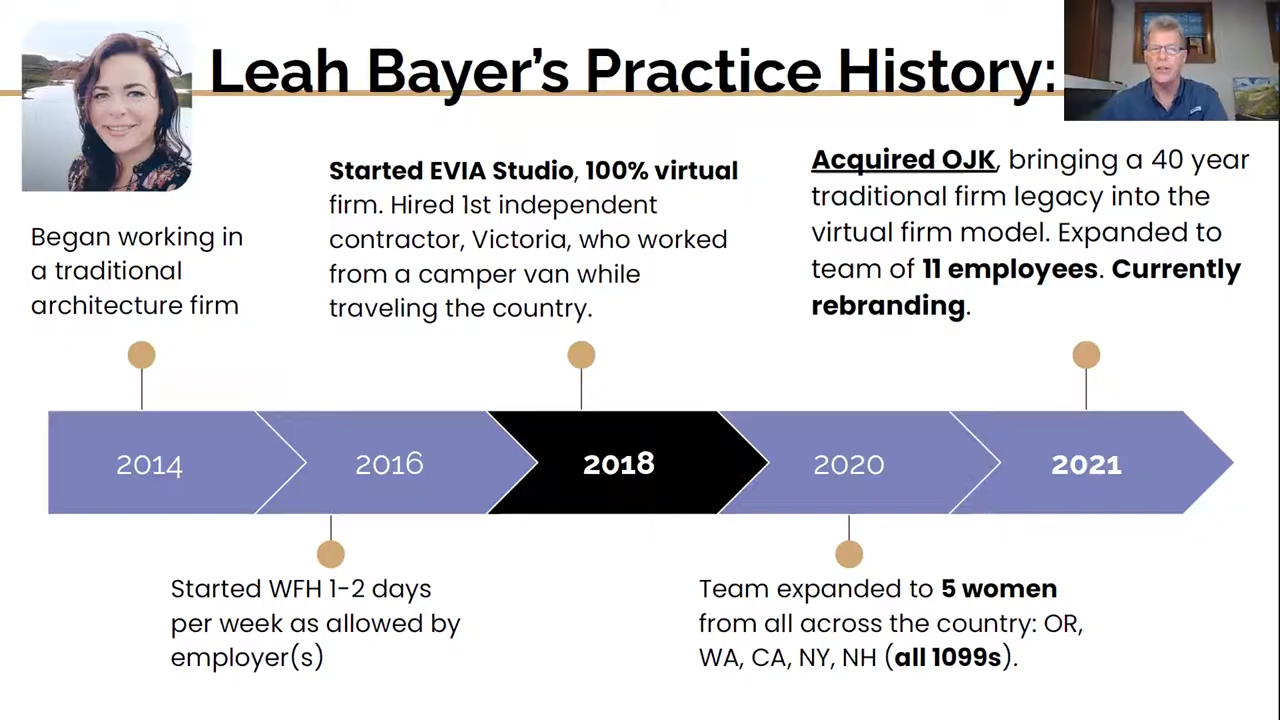 Leah Bayer’s Practice History:
Began working in
a traditional
architecture firm
Started EVIA Studio, 100% virtual
firm. Hired 1st independent
contractor, Victoria, who worked
from a camper van while
traveling the country.
Acquired OJK, bringing a 40 year
traditional firm legacy into the
virtual firm model. Expanded to
team of 11 employees. Currently
rebranding.
2014
2016
2018
2020
2021
Started WFH 1-2 days
per week as allowed by
employer(s)
Team expanded to 5 women
from all across the country: OR,
WA, CA, NY, NH (all 1099s).